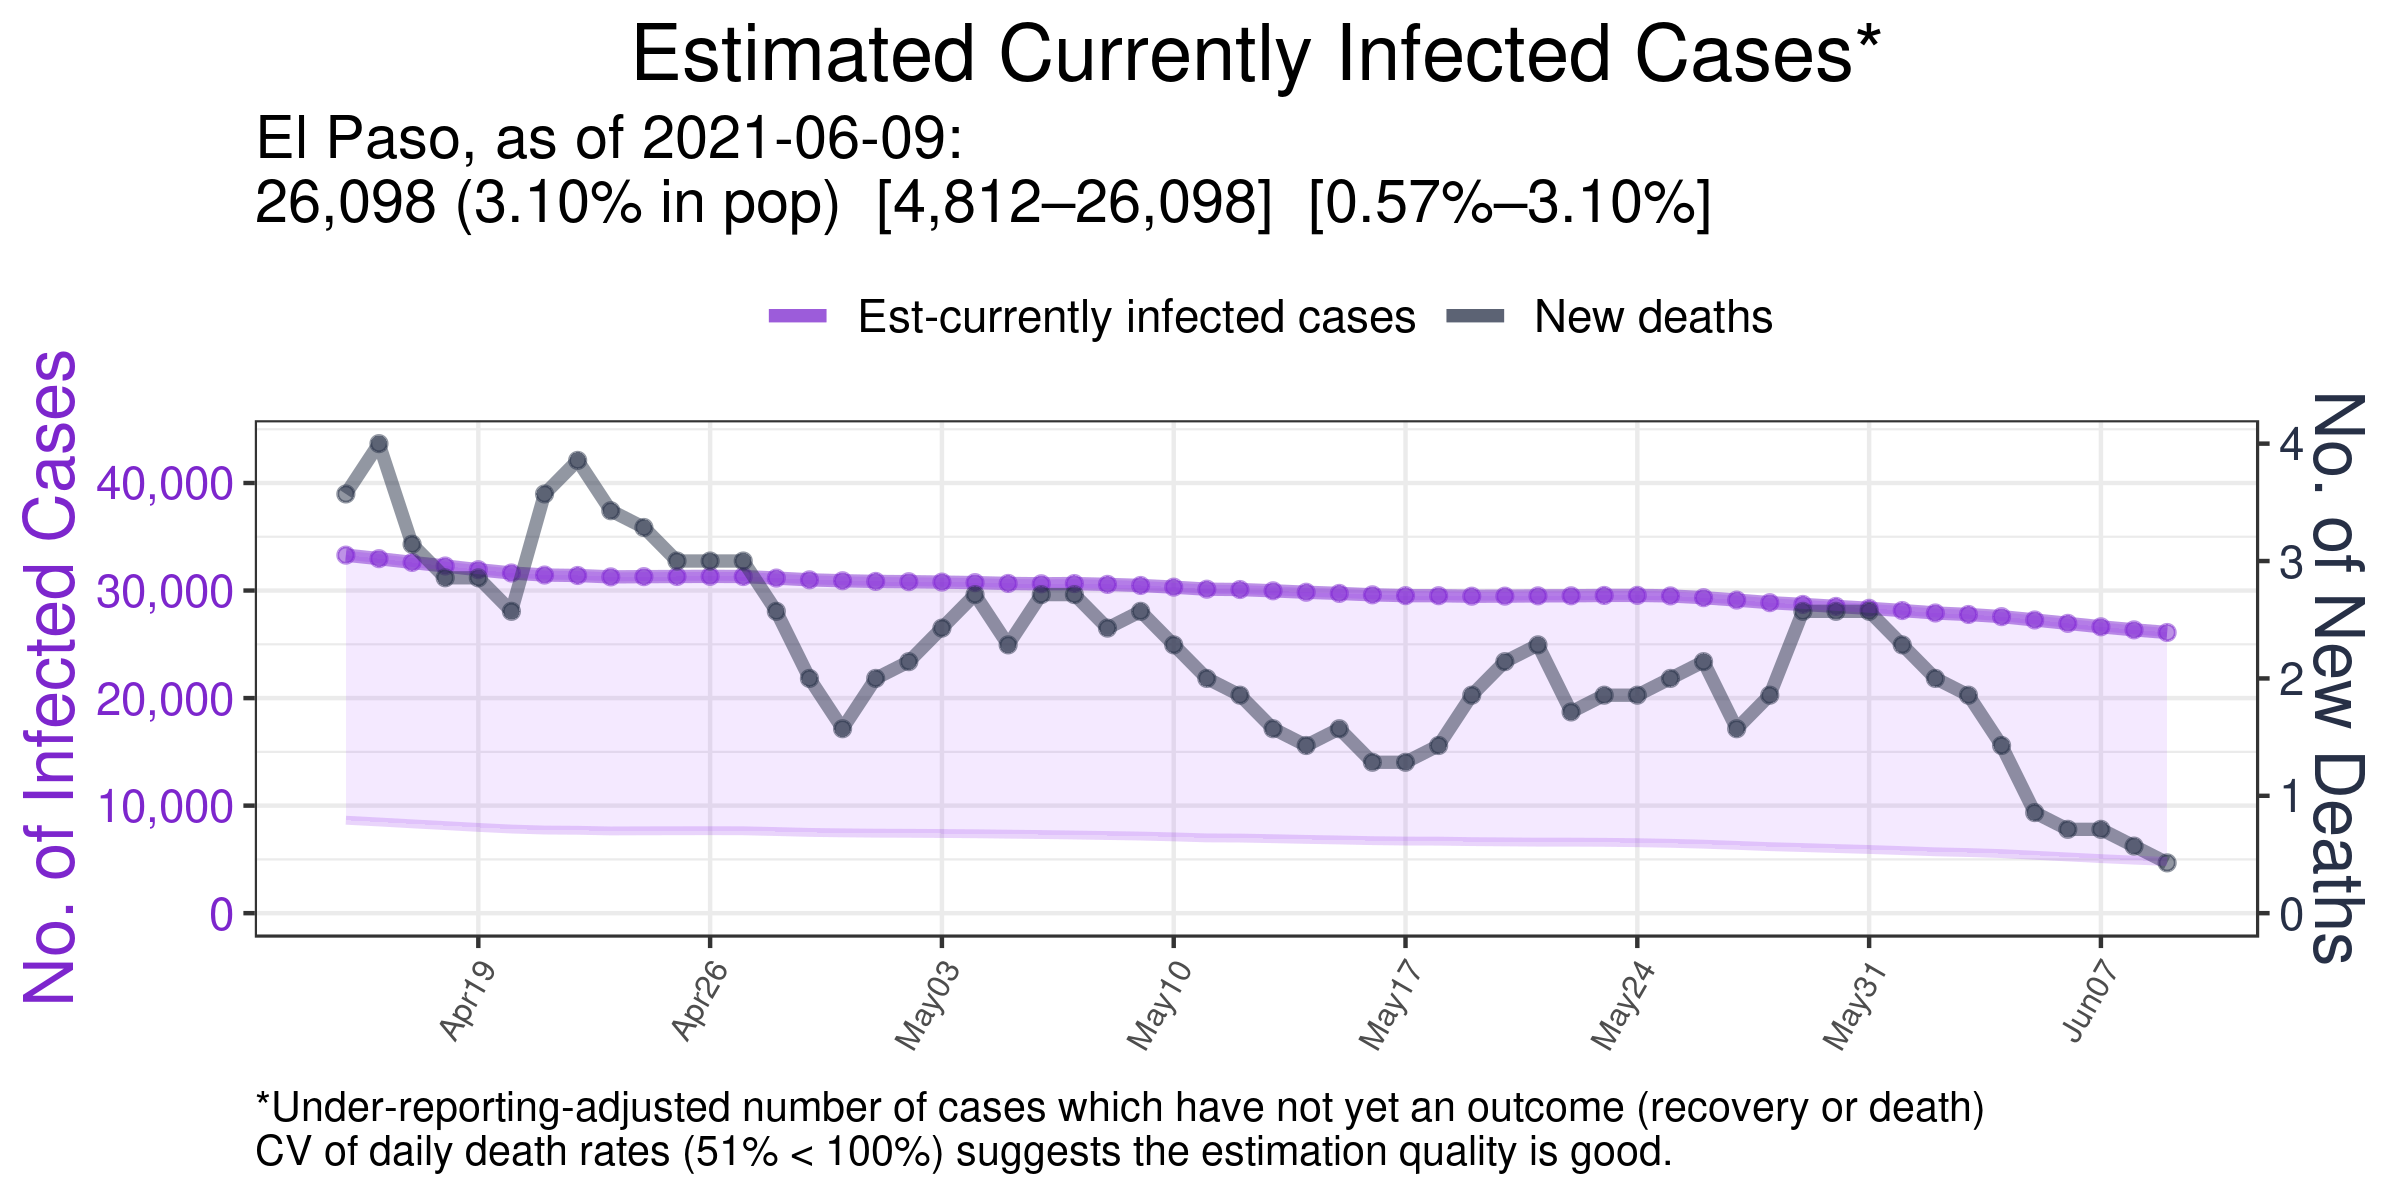 Estimated Currently Infected Cases*
El Paso, as of 2021-06-09:
26,098 (3.10% in pop)  [4,812–26,098]  [0.57%–3.10%]
Est-currently infected cases
New deaths
No. of Infected Cases
40,000
30,000
20,000
10,000
0
4
3
2
1
0
No. of New Deaths
Apr19
Apr26
May03
May10
May17
May24
May31
Jun07
*Under-reporting-adjusted number of cases which have not yet an outcome (recovery or death)
CV of daily death rates (51% < 100%) suggests the estimation quality is good.